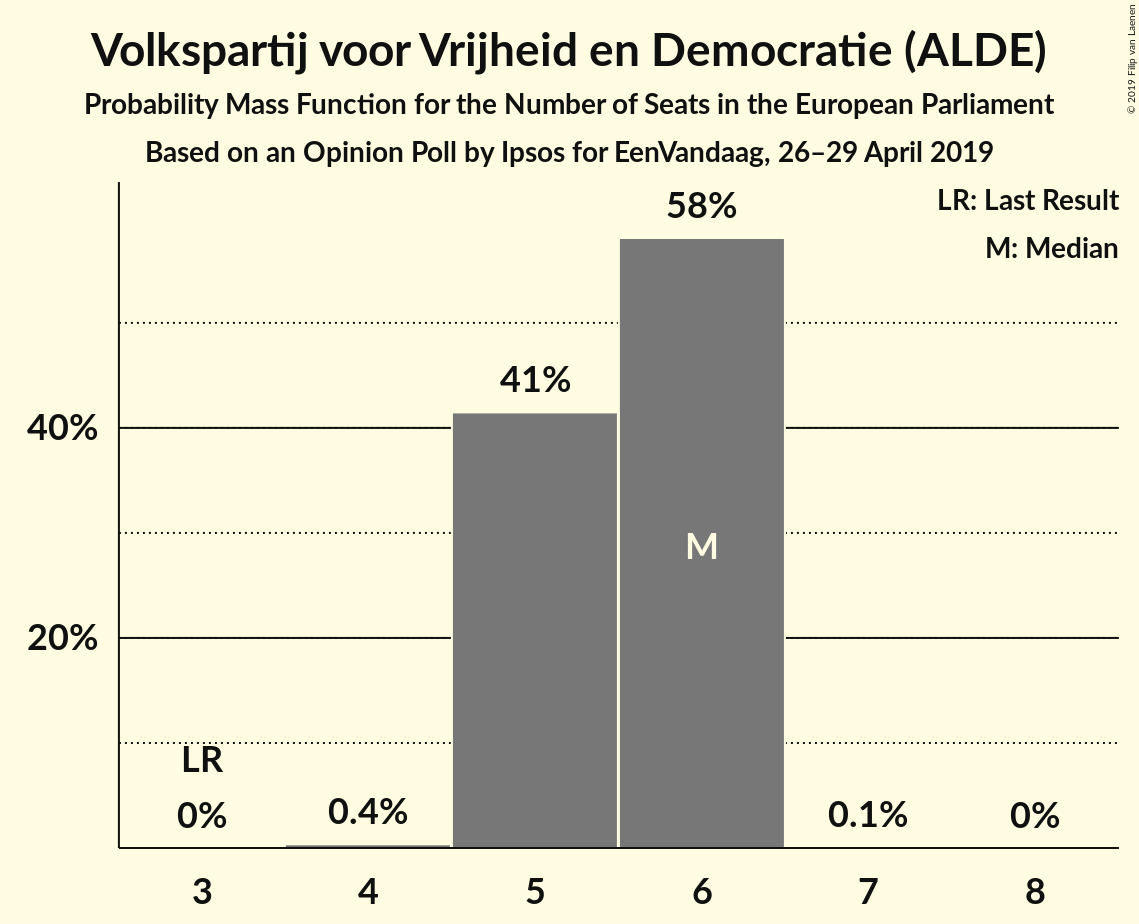 Volkspartij voor Vrijheid en Democratie (ALDE)
Probability Mass Function for the Number of Seats in the European Parliament
Based on an Opinion Poll by Ipsos for EenVandaag, 26–29 April 2019
© 2019 Filip van Laenen
LR: Last Result
M: Median
58%
41%
40%
M
20%
LR
0%
0.4%
0.1%
0%
3 4 5 6 7 8